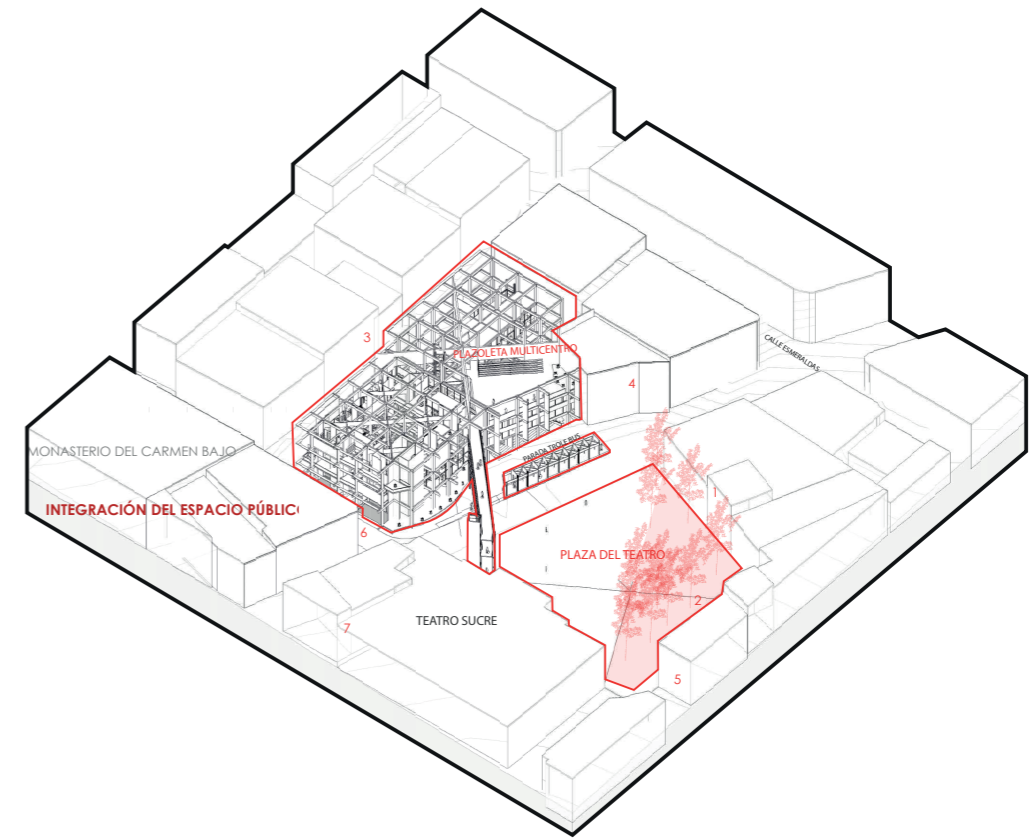 CALLE ESMERALDAS
3
PLAZOLETA MULTICENTRO
4
MONASTERIO DEL CARMEN BAJO
PARADA TROLE BUS
1
INTEGRACIÓN DEL ESPACIO PÚBLIC
6
PLAZA DEL TEATRO
2
TEATRO SUCRE
7
5